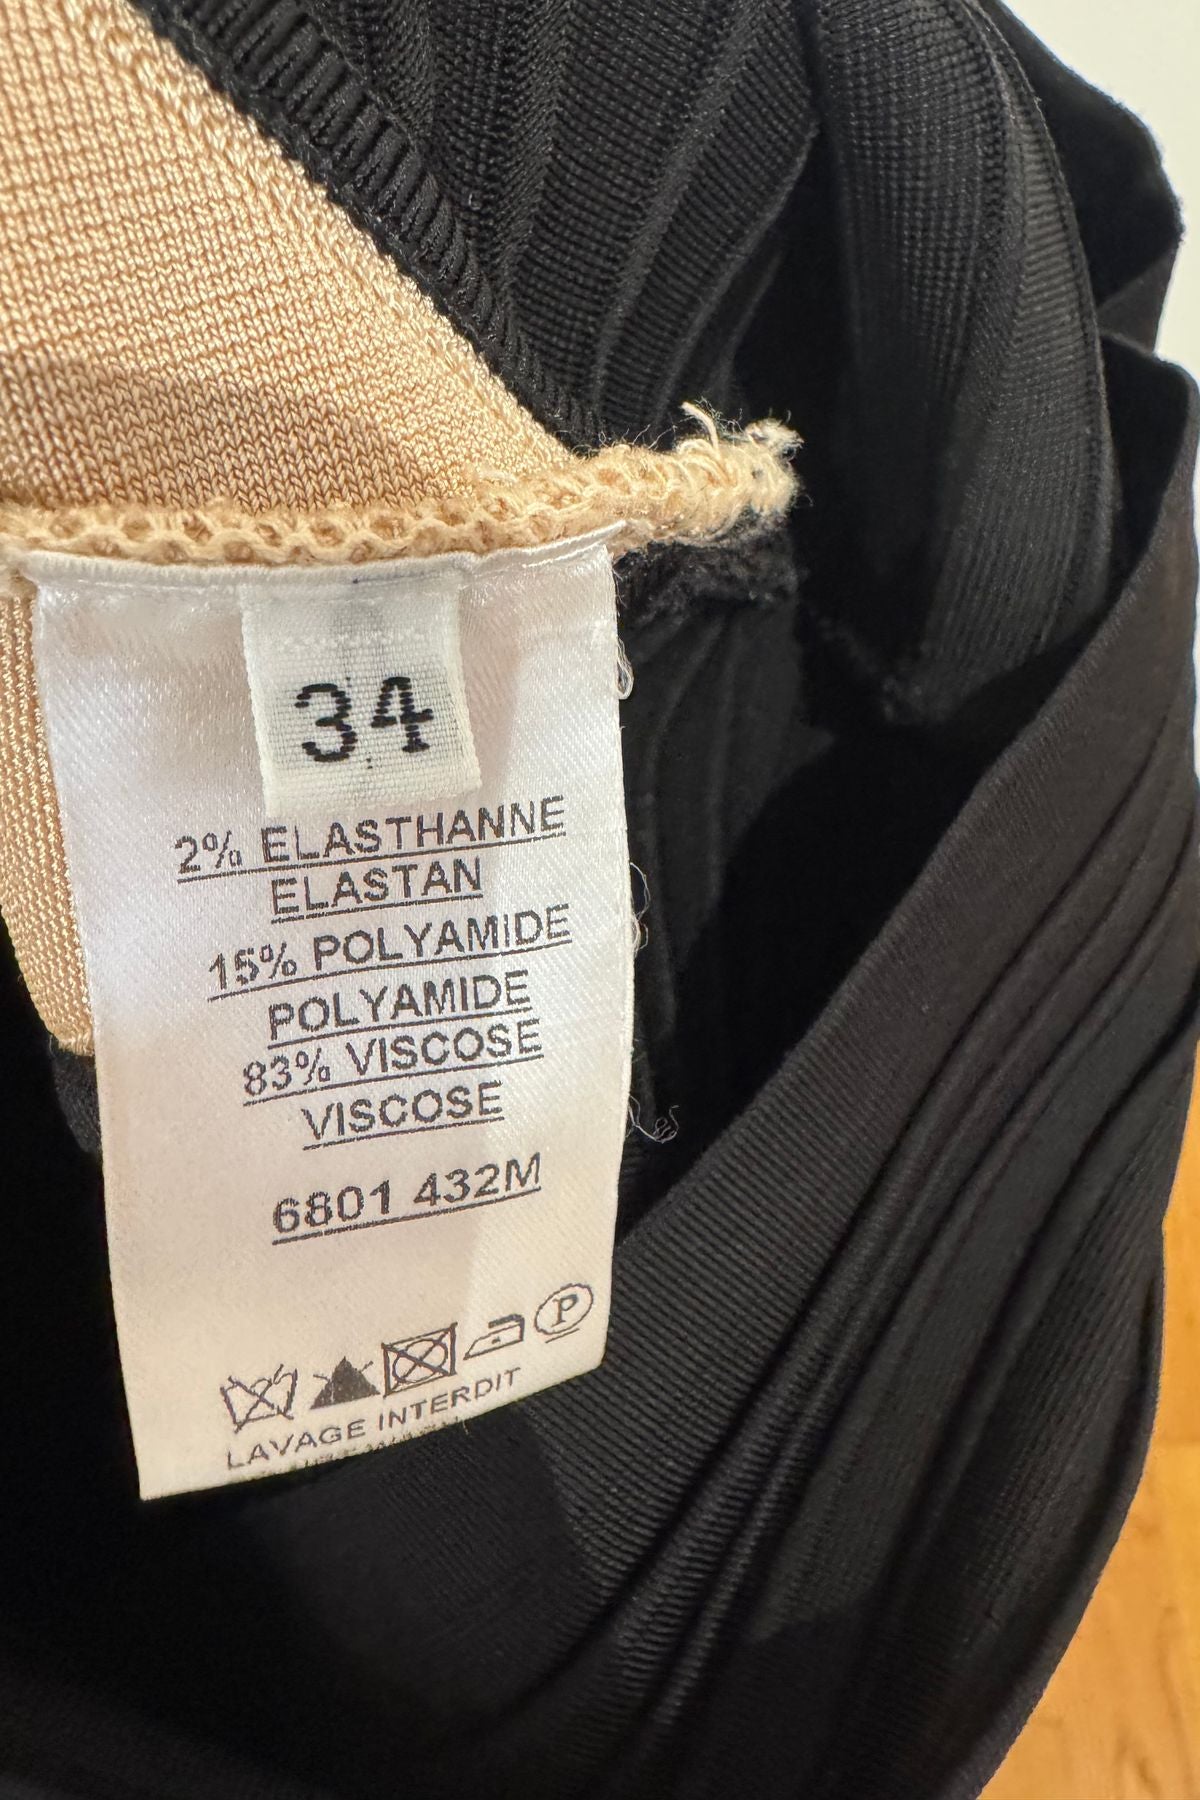 34
2% ELASTHANNE
ELASTAN
15% POLYAMIDE
POLYAMIDE
83% VISCOSE
VISCOSE
6801 432M
P
LAVAGE INTERDIT